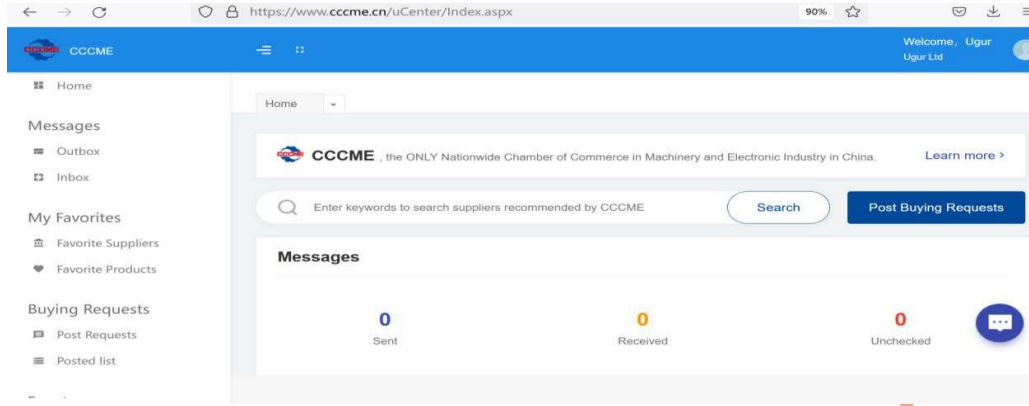 https://www.cccme.cn/uCenter/Index.aspx
90%
CCCME
CCCME
Welcome, Ugur
Ugur Ltd
Home
Messages
Outbox
Inbox
My Favorites
Favorite Suppliers
Favorite Products
Buying Requests
Post Requests
Posted list
Home
CCCME
CCCME , the ONLY Nationwide Chamber of Commerce in Machinery and Electronic Industry in China.
Learn more >
Enter keywords to search suppliers recommended by CCCME
Search
Post Buying Requests
Messages
0
Sent
0
Received
0
Unchecked